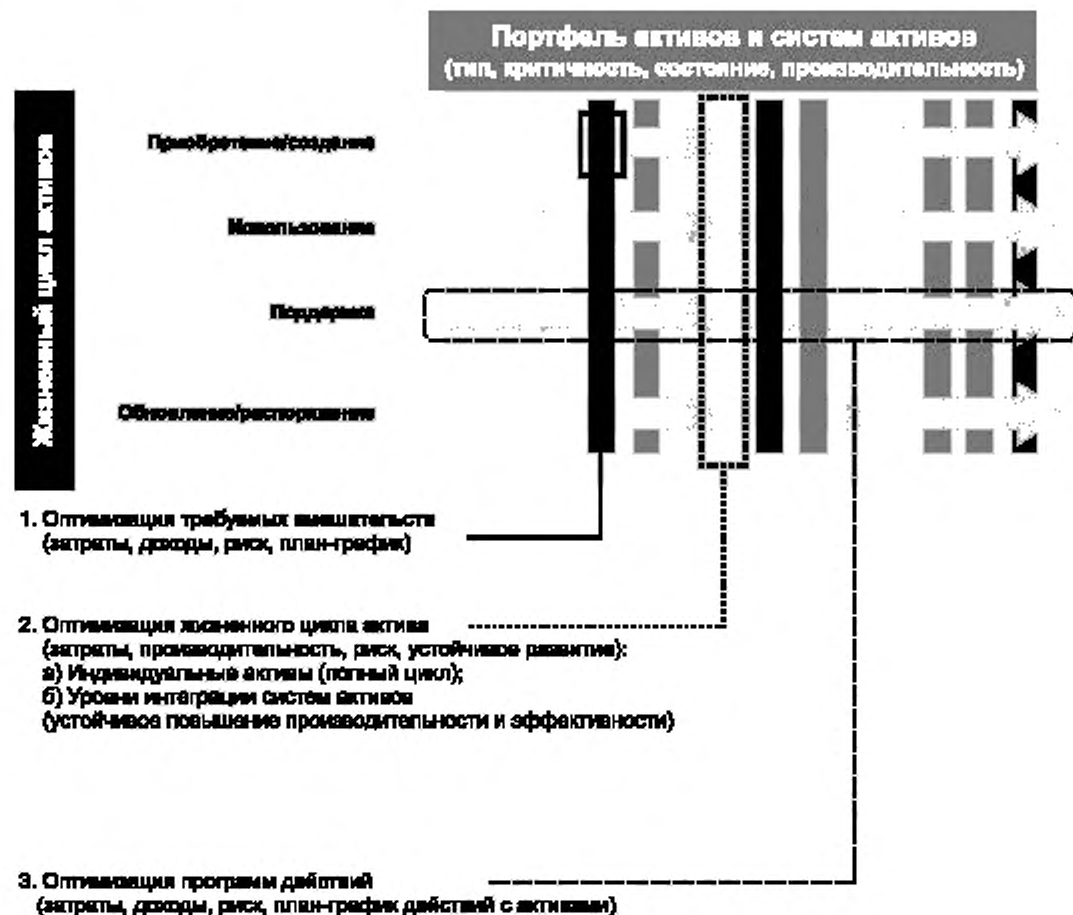 Портфель активов и систем активов
(тип, критичность, состояние, производительность)
Жизненный цикл активов
Приобретение/создание
Использование
Поддержка
Обновление/распоряжение
1. Оптимизация требуемых вмешательств
(затраты, доходы, риск, план-график)
2. Оптимизация жизненного цикла актива
(затраты, производительность, риск, устойчивое развитие):
а) Индивидуальные активы (полный цикл);
б) Уровни интеграции систем активов
(устойчивое повышение производительности и эффективности)
3. Оптимизация программ действий
(затраты, доходы, риск, план-график действий с активами)